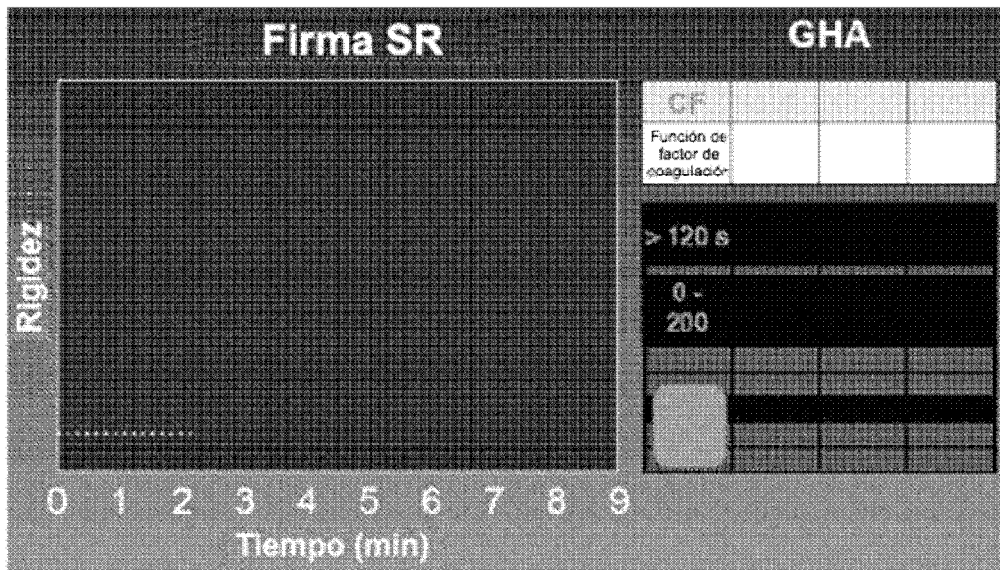 Firma SR
GHA
CF
Función de
factor de
coagulación
> 120 s
0 -
200
Rigidez
0 1 2 3 4 5 6 7 8 9
Tiempo (min)